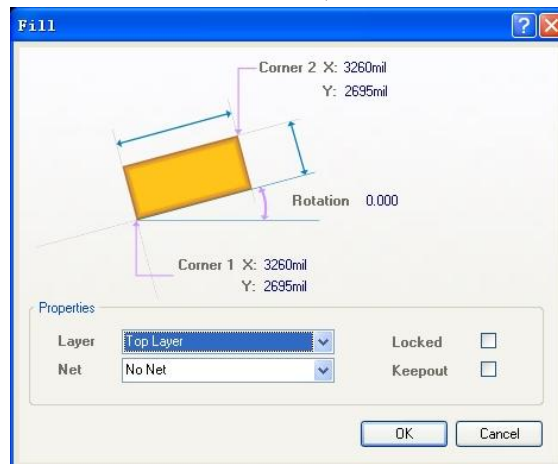 Fill
Corner 2 X: 3260mil
Y: 2695mil
Rotation 0.000
Corner 1 X: 3260mil
Y: 2695mil
Properties
Layer Top Layer Locked
Net No Net Keepout
OK Cancel